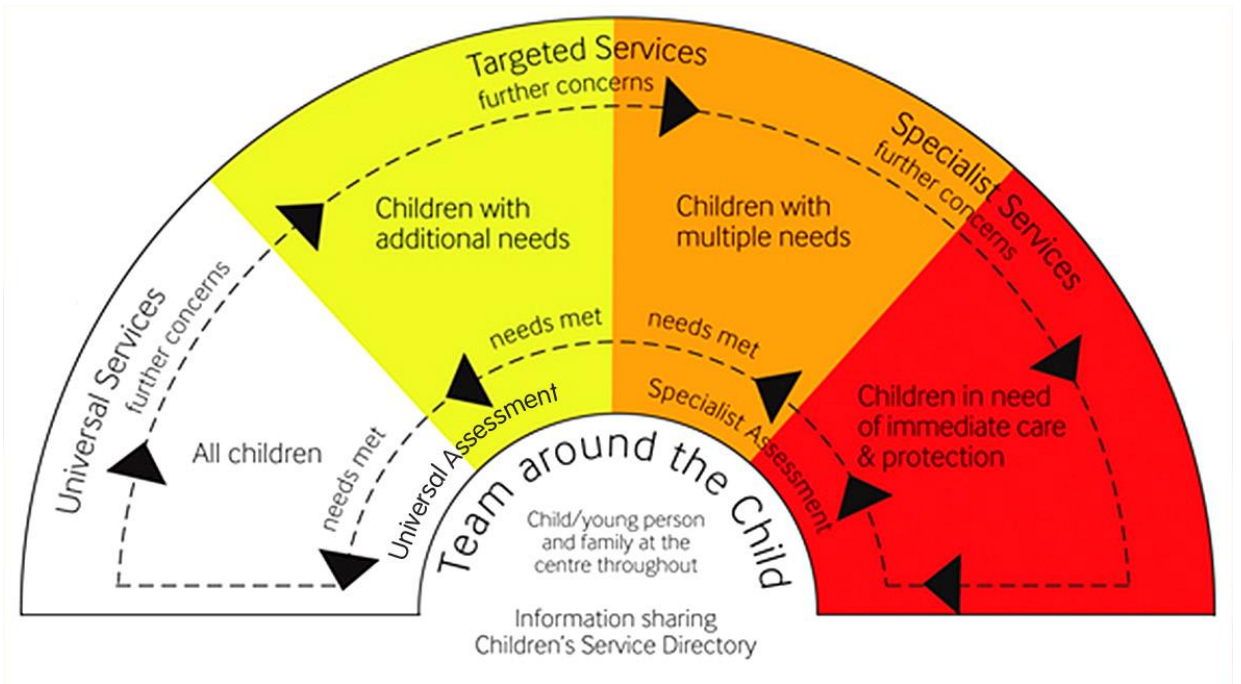 Universal Services
further concerns
All children
needs met
Universal Assessment
Targeted Services
further concerns
Children with
additional needs
needs met
Children with
multiple needs
needs met
Specialist Assessment
Specialist Services
further concerns
Children in need
of immediate care
& protection
Team around the Child
Child/young person
and family at the
centre throughout
Information sharing
Children's Service Directory